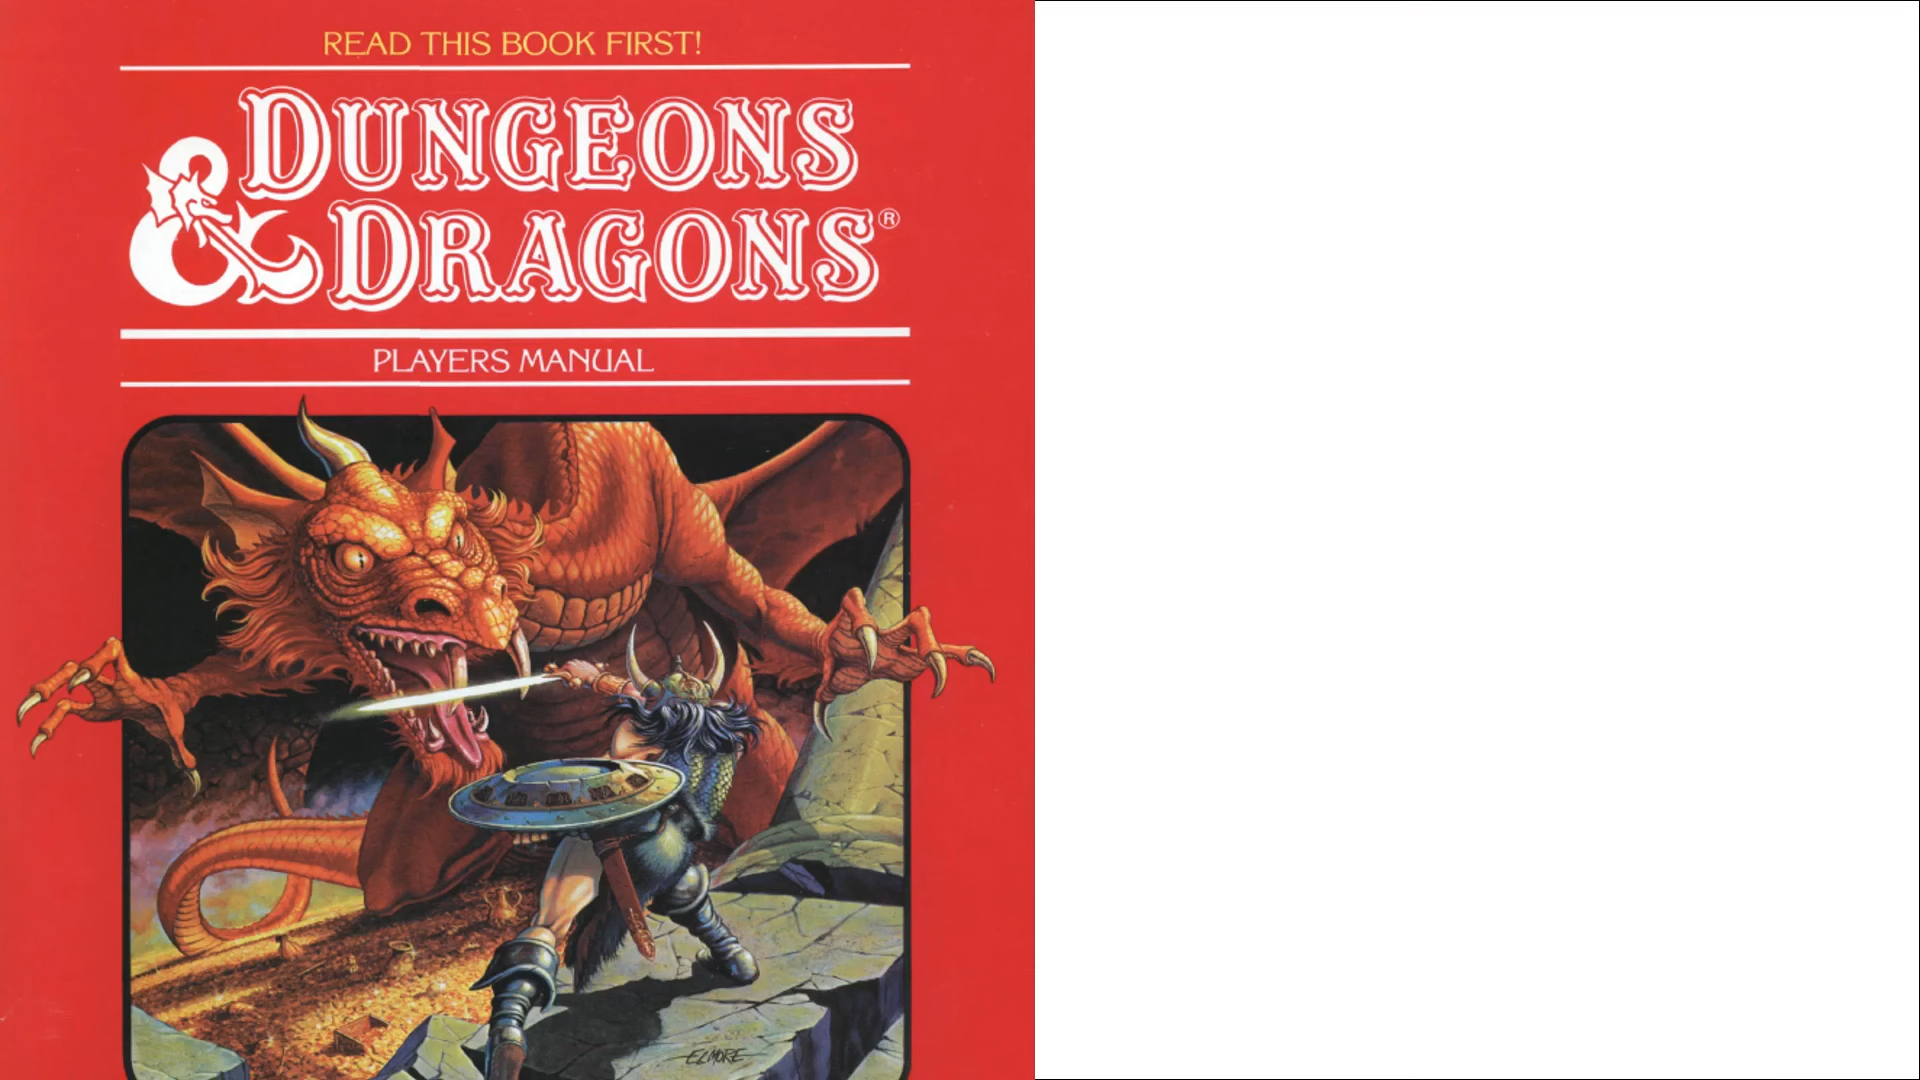 READ THIS BOOK FIRST!
DUNGEONS
& DRAGONS®
PLAYERS MANUAL
ELMORE